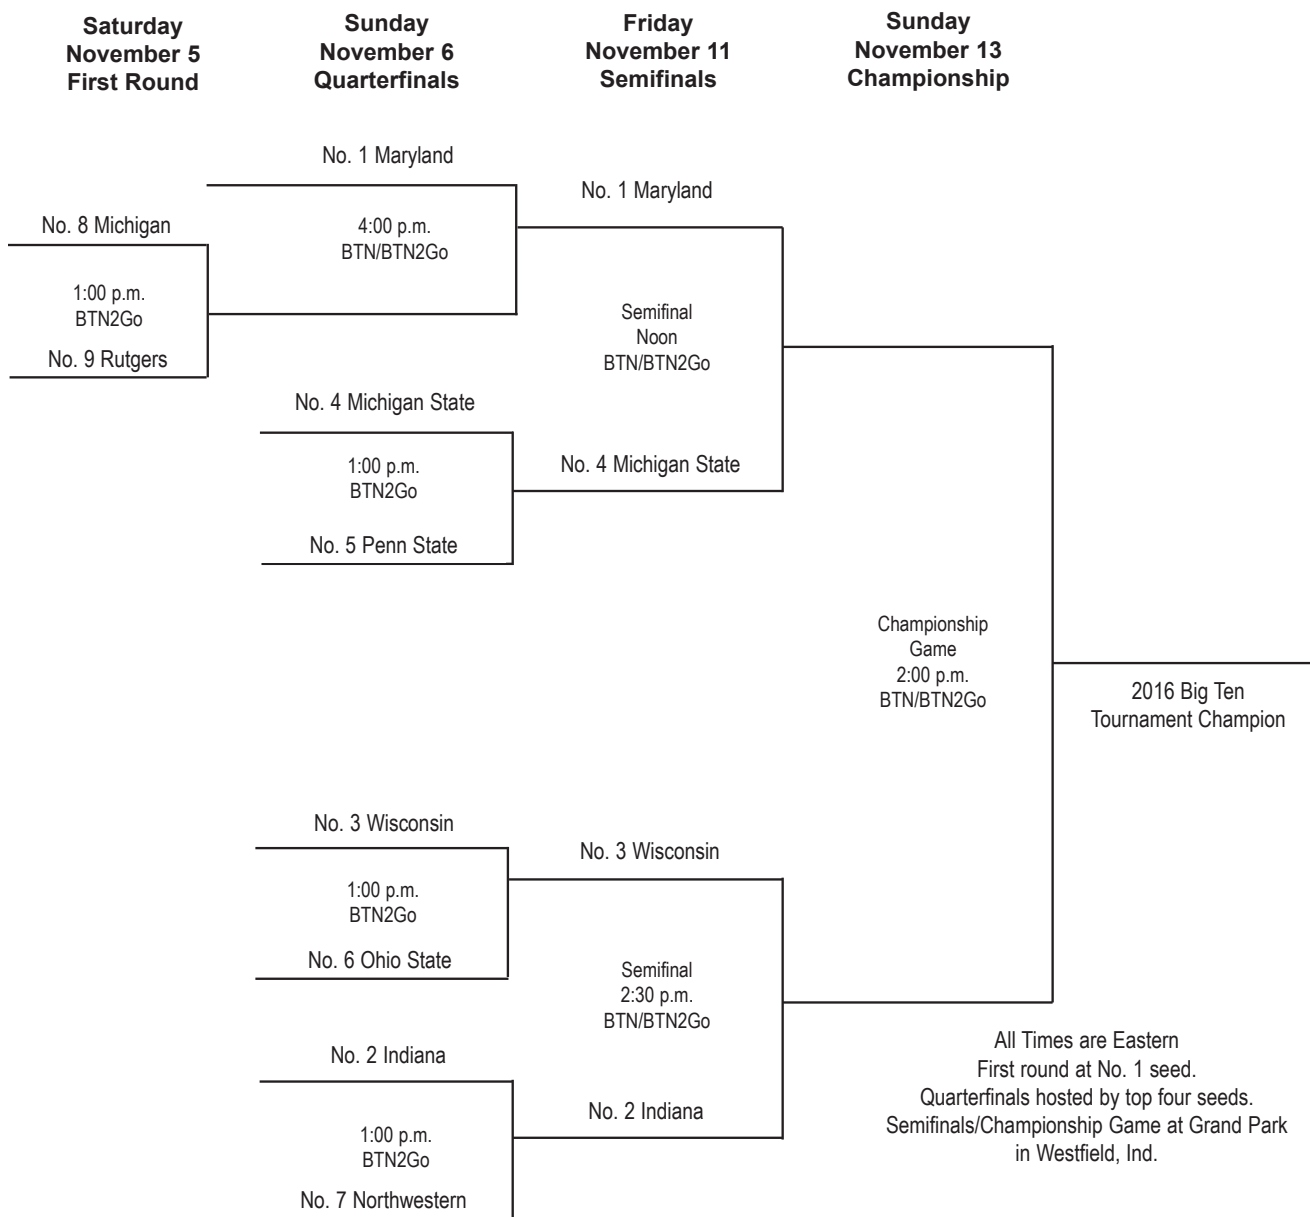 Saturday
November 5
First Round
Sunday
November 6
Quarterfinals
Friday
November 11
Semifinals
Sunday
November 13
Championship
No. 1 Maryland
No. 8 Michigan
4:00 p.m.
BTN/BTN2Go
1:00 p.m.
BTN2Go
No. 9 Rutgers
No. 4 Michigan State
1:00 p.m.
BTN2Go
No. 5 Penn State
No. 1 Maryland
Semifinal
Noon
BTN/BTN2Go
No. 4 Michigan State
Championship
Game
2:00 p.m.
BTN/BTN2Go
2016 Big Ten
Tournament Champion
No. 3 Wisconsin
1:00 p.m.
BTN2Go
No. 6 Ohio State
No. 3 Wisconsin
Semifinal
2:30 p.m.
BTN/BTN2Go
No. 2 Indiana
No. 2 Indiana
1:00 p.m.
BTN2Go
No. 7 Northwestern
All Times are Eastern
First round at No. 1 seed.
Quarterfinals hosted by top four seeds.
Semifinals/Championship Game at Grand Park
in Westfield, Ind.